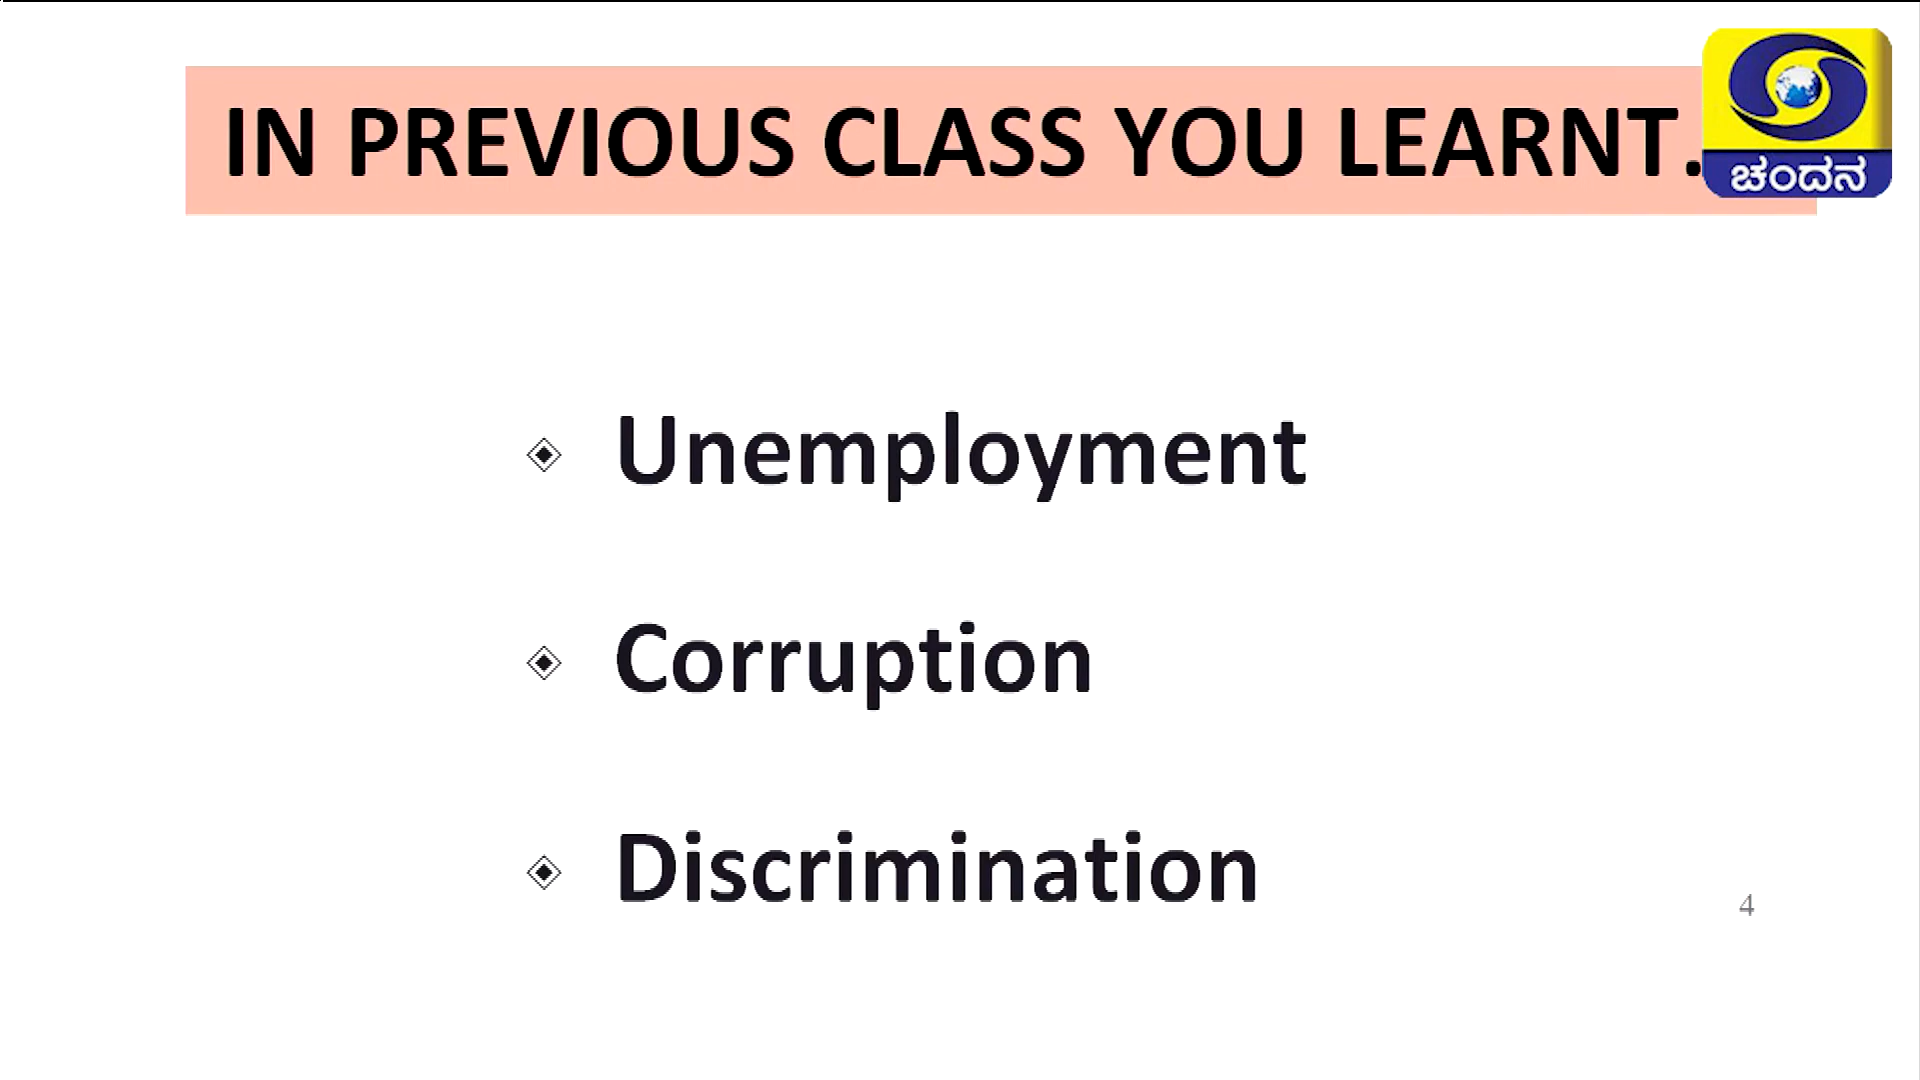 IN PREVIOUS CLASS YOU LEARNT.
ಚಂದನ
Unemployment
Corruption
Discrimination
4